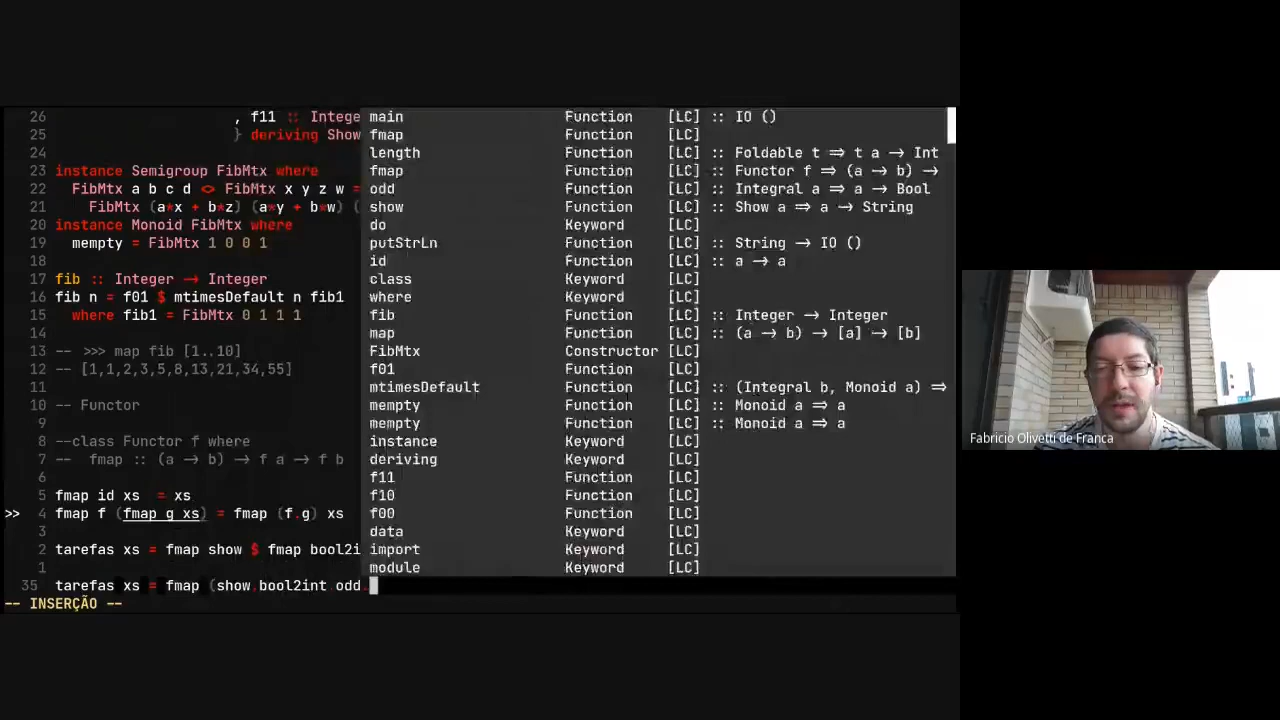 26 , f11 :: Intege
25 } deriving Show
24
23 instance Semigroup FibMtx where
22 FibMtx a b c d <> FibMtx x y z w =
21 FibMtx (a*x + b*z) (a*y + b*w) (
20 instance Monoid FibMtx where
19 mempty = FibMtx 1 0 0 1
18
17 fib :: Integer → Integer
16 fib n = f01 $ mtimesDefault n fib1
15 where fib1 = FibMtx 0 1 1 1
14
13 -- >>> map fib [1..10]
12 -- [1,1,2,3,5,8,13,21,34,55]
11
10 -- Functor
9
8 --class Functor f where
7 -- fmap :: (a → b) → f a → f b
6
5 fmap id xs = xs
>> 4 fmap f (fmap g xs) = fmap (f.g) xs
3
2 tarefas xs = fmap show $ fmap bool2i
1
35 tarefas xs = fmap (show.bool2int.odd.
-- INSERÇÃO --
main Function [LC] :: IO ()
fmap Function [LC]
length Function [LC] :: Foldable t ⇒ t a → Int
fmap Function [LC] :: Functor f ⇒ (a → b) →
odd Function [LC] :: Integral a ⇒ a → Bool
show Function [LC] :: Show a ⇒ a → String
do Keyword [LC]
putStrLn Function [LC] :: String → IO ()
id Function [LC] :: a → a
class Keyword [LC]
where Keyword [LC]
fib Function [LC] :: Integer → Integer
map Function [LC] :: (a → b) → [a] → [b]
FibMtx Constructor [LC]
f01 Function [LC]
mtimesDefault Function [LC] :: (Integral b, Monoid a) ⇒
mempty Function [LC] :: Monoid a ⇒ a
mempty Function [LC] :: Monoid a ⇒ a
instance Keyword [LC]
deriving Keyword [LC]
f11 Function [LC]
f10 Function [LC]
f00 Function [LC]
data Keyword [LC]
import Keyword [LC]
module Keyword [LC]
Fabricio Olivetti de Franca